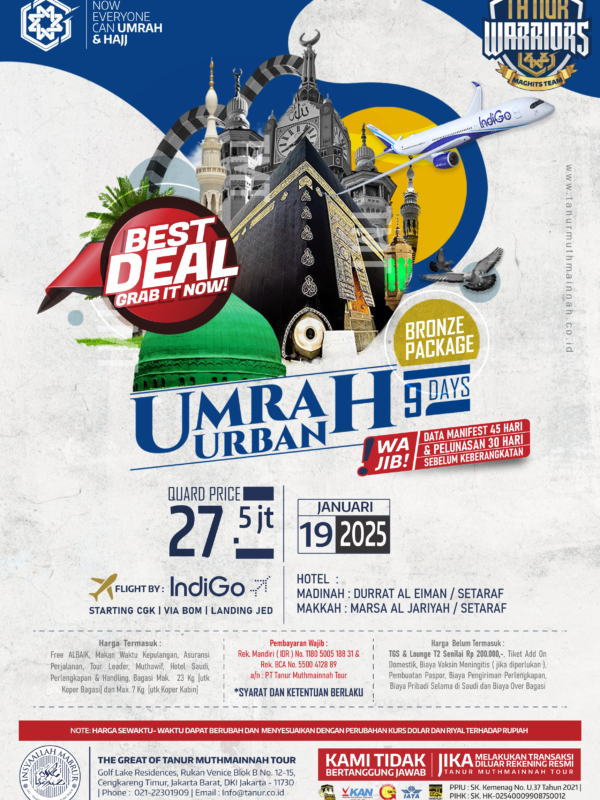 NOW
EVERYONE
CAN UMRAH
& HAJJ
TANUR
WARRIORS
MAGHITS TEAM
IndiGo
www.tanurmuthmainnah.co.id
BEST
DEAL
GRAB IT NOW!
BRONZE
PACKAGE
UMRAH
URBAN
9 DAYS
WA
JIB!
DATA MANIFEST 45 HARI
& PELUNASAN 30 HARI
SEBELUM KEBERANGKATAN
QUARD PRICE
27.5 jt
JANUARI
19 2025
FLIGHT BY : IndiGo
STARTING CGK | VIA BOM | LANDING JED
HOTEL :
MADINAH : DURRAT AL EIMAN / SETARAF
MAKKAH : MARSA AL JARIYAH / SETARAF
Harga Termasuk :
Free ALBAIK, Makan Waktu Kepulangan, Asuransi
Perjalanan, Tour Leader, Muthawif, Hotel Saudi,
Perlengkapan & Handling, Bagasi Mak. 23 Kg (utk
Koper Bagasi) dan Max. 7 Kg (utk Koper Kabin)
Pembayaran Wajib :
Rek. Mandiri ( IDR ) No. 1180 5005 188 31 &
Rek. BCA No. 5500 4128 89
a/n : PT Tanur Muthmainnah Tour
*SYARAT DAN KETENTUAN BERLAKU
Harga Belum Termasuk :
TGS & Lounge T2 Senilai Rp 200.000,-, Tiket Add On
Domestik, Biaya Vaksin Meningitis ( jika diperlukan ),
Pembuatan Paspor, Biaya Pengiriman Perlengkapan,
Biaya Pribadi Selama di Saudi dan Biaya Over Bagasi
NOTE: HARGA SEWAKTU- WAKTU DAPAT BERUBAH DAN MENYESUAIKAN DENGAN PERUBAHAN KURS DOLAR DAN RIYAL TERHADAP RUPIAH
INSYAALLAH MABRUR
THE GREAT OF TANUR MUTHMAINNAH TOUR
Golf Lake Residences, Rukan Venice Blok B No. 12-15,
Cengkareng Timur, Jakarta Barat, DKI Jakarta - 11730
| Phone : 021-22301909 | Email : Info@tanur.co.id
KAMI TIDAK
BERTANGGUNG JAWAB
JIKA MELAKUKAN TRANSAKSI
DILUAR REKENING RESMI
TANUR MUTHMAINNAH TOUR
KAN
IATA
PPIU : SK. Kemenag No. U.37 Tahun 2021 |
PIHK : SK. HK-02540009908750012